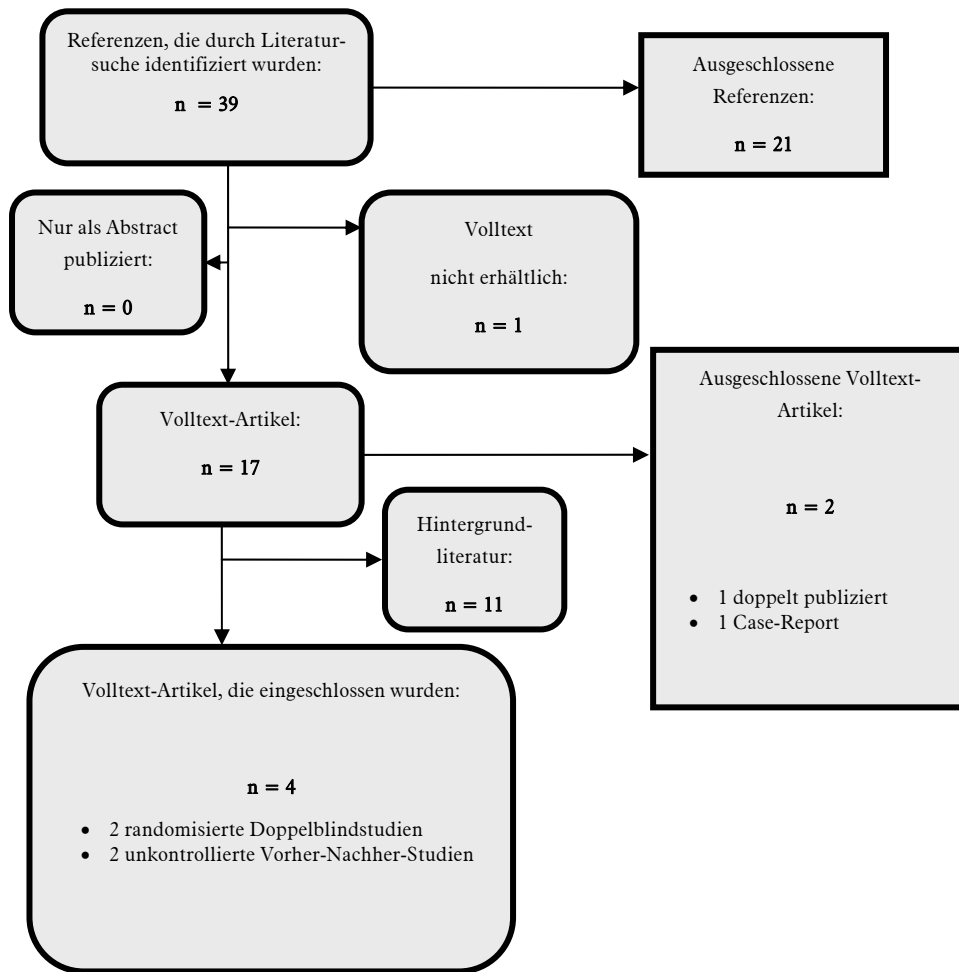 Referenzen, die durch Literatur-
suche identifiziert wurden:
n = 39
Ausgeschlossene
Referenzen:
n = 21
Nur als Abstract
publiziert:
n = 0
Volltext
nicht erhältlich:
n = 1
Volltext-Artikel:
n = 17
Ausgeschlossene Volltext-
Artikel:
n = 2
• 1 doppelt publiziert
• 1 Case-Report
Hintergrund-
literatur:
n = 11
Volltext-Artikel, die eingeschlossen wurden:
n = 4
• 2 randomisierte Doppelblindstudien
• 2 unkontrollierte Vorher-Nachher-Studien